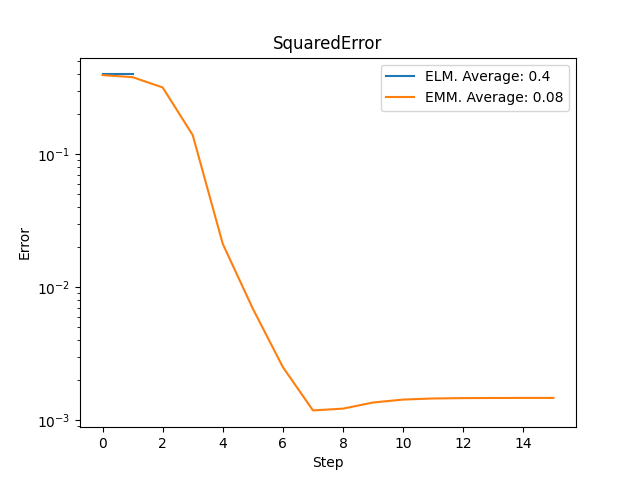 SquaredError
ELM. Average: 0.4
EMM. Average: 0.08
Error
10⁻¹
10⁻²
10⁻³
0 2 4 6 8 10 12 14
Step